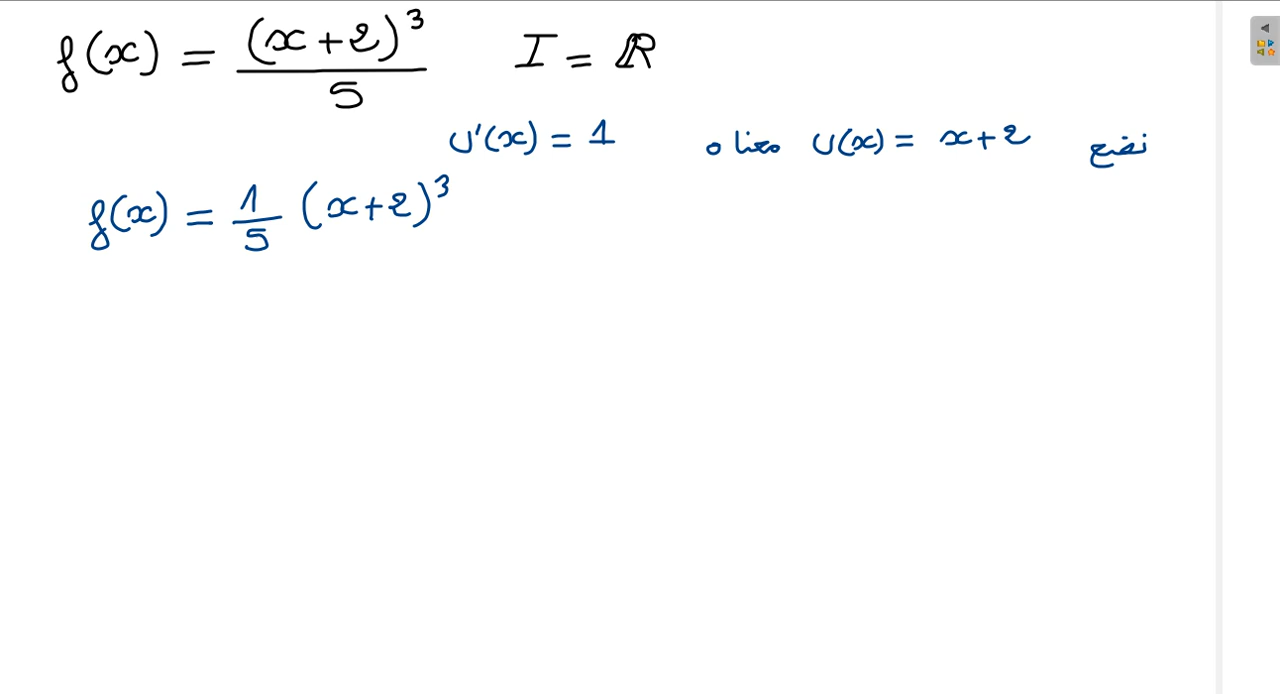 f(x) = (x+2)³/5 I = ℝ
نضع U(x) = x+2 معناه U'(x) = 1
f(x) = 1/5 (x+2)³